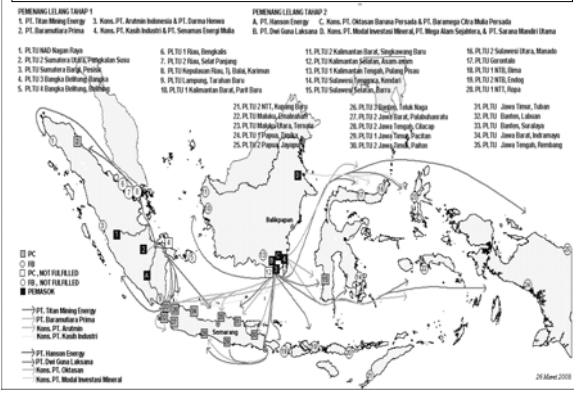 PEMENANG LELANG TAHAP 1
1. PT. Titan Mining Energy
2. PT. Baramutiara Prima
3. Kons. PT. Arutmin Indonesia & PT. Darma Henwa
4. Kons. PT. Kasih Industri & PT. Senamas Energi Mulia
PEMENANG LELANG TAHAP 2
A. PT. Hanson Energy
B. PT. Dwi Guna Laksana
C. Kons. PT. Oktasan Baruna Persada & PT. Baramega Citra Mulia Persada
D. Kons. PT. Modal Investasi Mineral, PT. Mega Alam Sejahtera, & PT. Sarana Mandiri Utama
1. PLTU NAD Nagan Raya
2. PLTU 2 Sumatera Utara, Pangkalan Susu
3. PLTU Sumatera Barat, Pesisir
4. PLTU 3 Bangka Belitung, Bangka
5. PLTU 4 Bangka Belitung, Belitung
6. PLTU 1 Riau, Bengkalis
7. PLTU 2 Riau, Selat Panjang
8. PLTU Kepulauan Riau, Tj. Balai, Karimun
9. PLTU Lampung, Tarahan Baru
10. PLTU 1 Kalimantan Barat, Parit Baru
11. PLTU 2 Kalimantan Barat, Singkawang Baru
12. PLTU Kalimantan Selatan, Asam-asam
13. PLTU 1 Kalimantan Tengah, Pulang Pisau
14. PLTU Sulawesi Tenggara, Kendari
15. PLTU Sulawesi Selatan, Barru
16. PLTU 2 Sulawesi Utara, Manado
17. PLTU Gorontalo
18. PLTU 1 NTB, Bima
19. PLTU 2 NTB, Endog
20. PLTU 1 NTT, Ropa
21. PLTU 2 NTT, Kupang Baru
22. PLTU Maluku,
23. PLTU Maluku Utara, Ternate
24. PLTU 1 Papua, Timika
25. PLTU 2 Papua, Jayapura
26. PLTU 3 Banten, Teluk Naga
27. PLTU 2 Jawa Barat, Palabuhanratu
28. PLTU 2 Jawa Tengah, Cilacap
29. PLTU 1 Jawa Timur, Pacitan
30. PLTU 2 Jawa Timur, Paiton
31. PLTU Jawa Timur, Tuban
32. PLTU Banten, Labuan
33. PLTU Banten, Suralaya
34. PLTU Jawa Barat, Indramayu
35. PLTU Jawa Tengah, Rembang
Balikpapan
Semarang
PC
FB
PC, NOT FULFILLED
FB, NOT FULFILLED
PEMASOK
PT. Titan Mining Energy
PT. Baramutiara Prima
Kons. PT. Arutmin
Kons. PT. Kasih Industri
PT. Hanson Energy
PT. Dwi Guna Laksana
Kons. PT. Oktasan
Kons. PT. Modal Investasi Mineral
26 Maret 2008